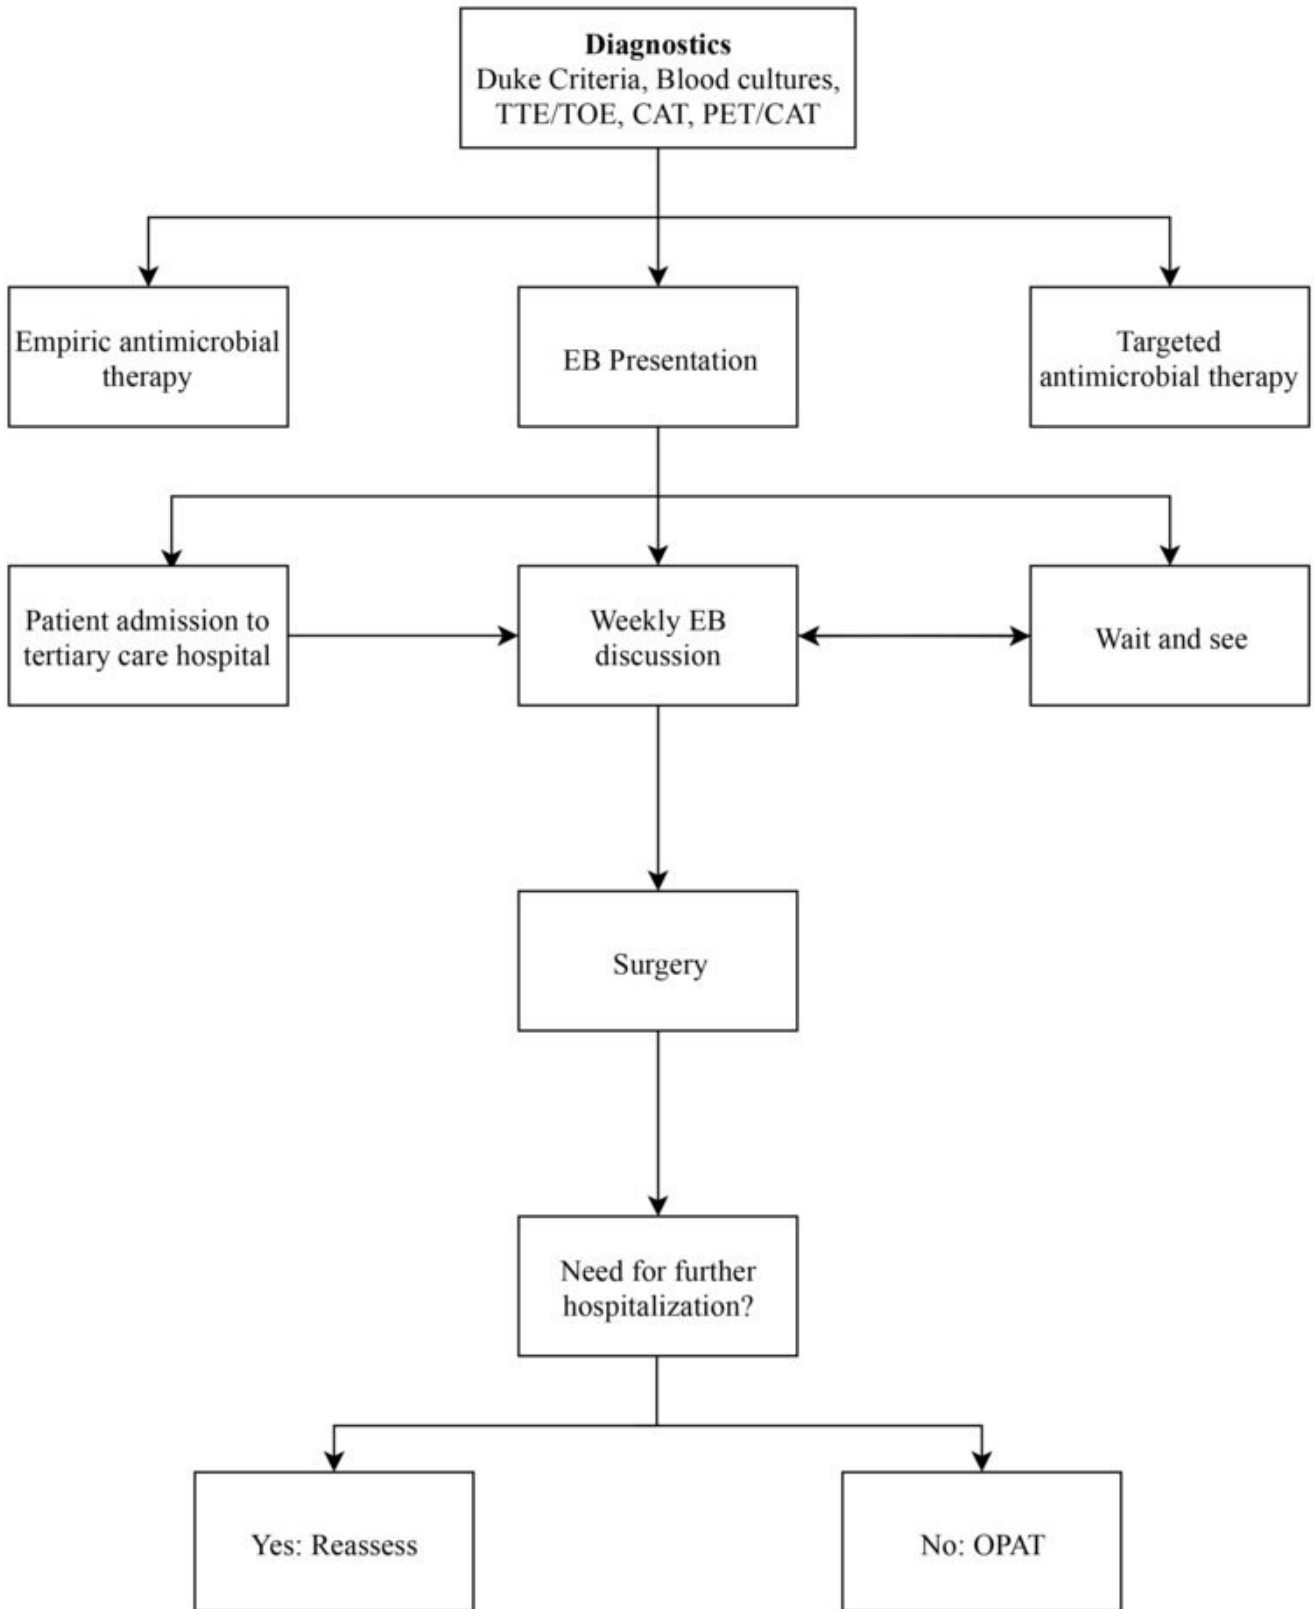 Diagnostics
Duke Criteria, Blood cultures,
TTE/TOE, CAT, PET/CAT
Empiric antimicrobial
therapy
EB Presentation
Targeted
antimicrobial therapy
Patient admission to
tertiary care hospital
Weekly EB
discussion
Wait and see
Surgery
Need for further
hospitalization?
Yes: Reassess
No: OPAT